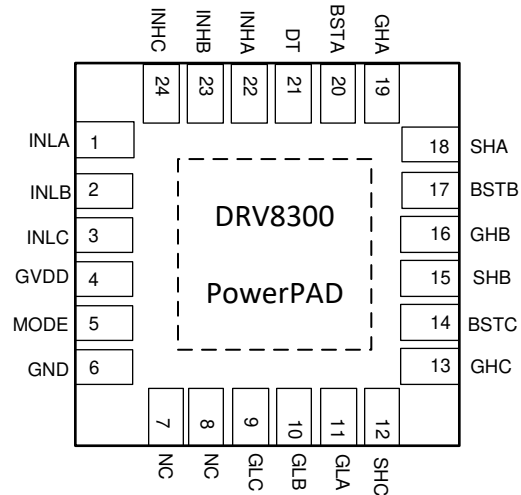 INHC
INHB
INHA
DT
BSTA
GHA
24
23
22
21
20
19
INLA 1
INLB 2
INLC 3
GVDD 4
MODE 5
GND 6
DRV8300
PowerPAD
18 SHA
17 BSTB
16 GHB
15 SHB
14 BSTC
13 GHC
7
8
9
10
11
12
NC
NC
GLC
GLB
GLA
SHC